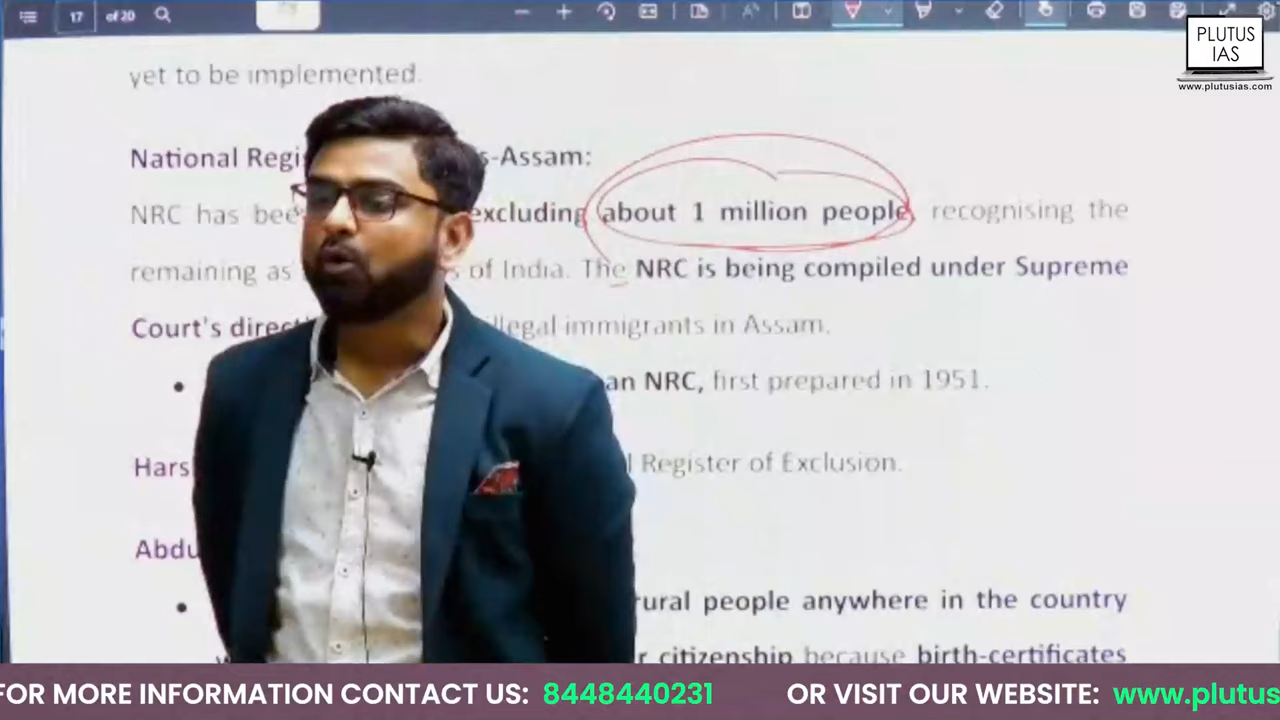 17 of 20
PLUTUS
IAS
www.plutusias.com
yet to be implemented.
National Regi s-Assam:
NRC has bee excluding about 1 million people, recognising the
remaining as s of India. The NRC is being compiled under Supreme
Court's direct llegal immigrants in Assam.
• an NRC, first prepared in 1951.
Hars l Register of Exclusion.
Abdu
• rural people anywhere in the country
r citizenship because birth-certificates
FOR MORE INFORMATION CONTACT US: 8448440231 OR VISIT OUR WEBSITE: www.plutus